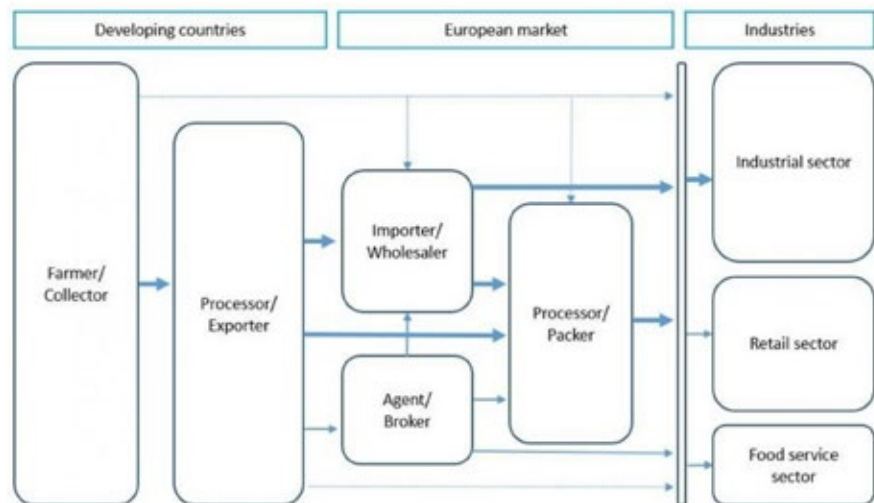 Developing countries
European market
Industries
Farmer/
Collector
Processor/
Exporter
Importer/
Wholesaler
Agent/
Broker
Processor/
Packer
Industrial sector
Retail sector
Food service
sector